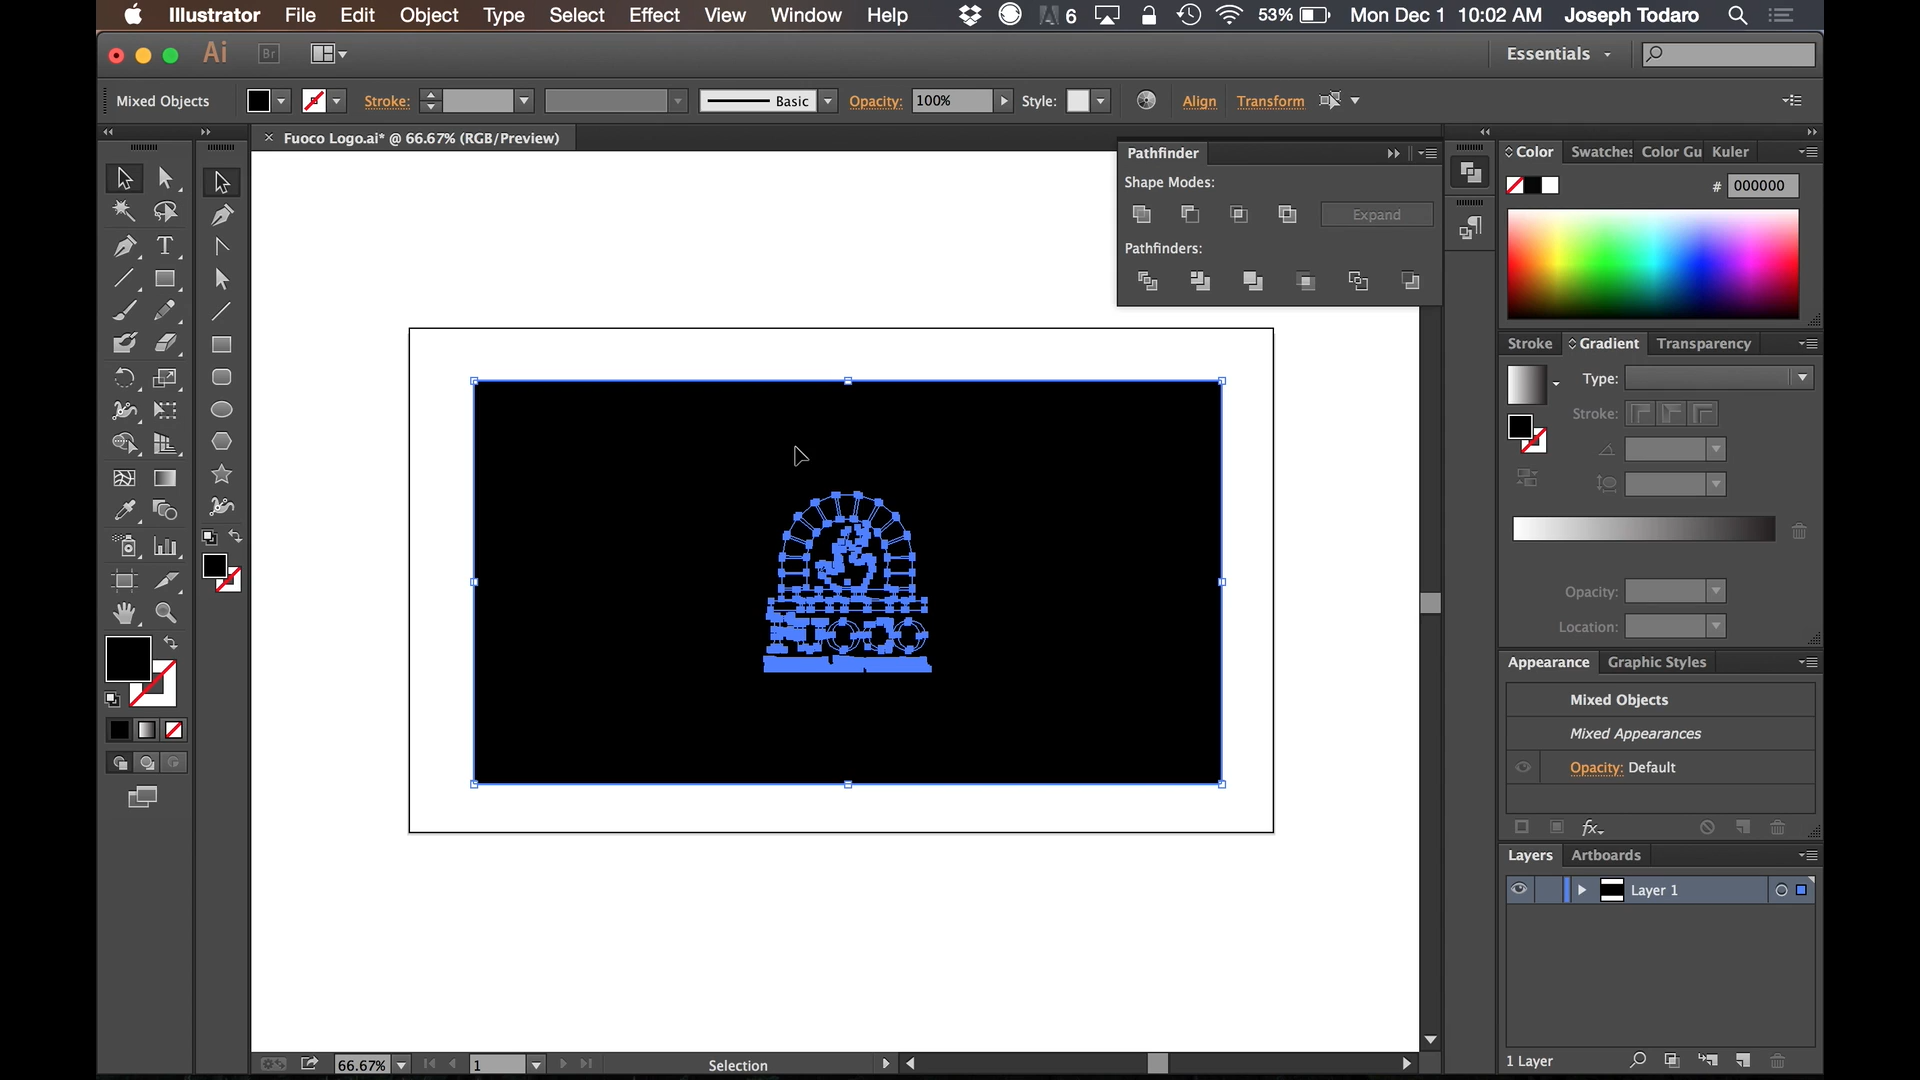 Illustrator File Edit Object Type Select Effect View Window Help 6 53% Mon Dec 1 10:02 AM Joseph Todaro
Ai Br Essentials
Mixed Objects Stroke: Basic Opacity: 100% Style: Align Transform
Fuoco Logo.ai* @ 66.67% (RGB/Preview)
Pathfinder
Shape Modes:
Expand
Pathfinders:
Color Swatches Color Gu Kuler
# 000000
Stroke Gradient Transparency
Type:
Stroke:
Opacity:
Location:
Appearance Graphic Styles
Mixed Objects
Mixed Appearances
Opacity: Default
fx
Layers Artboards
Layer 1
1 Layer
66.67% 1 Selection